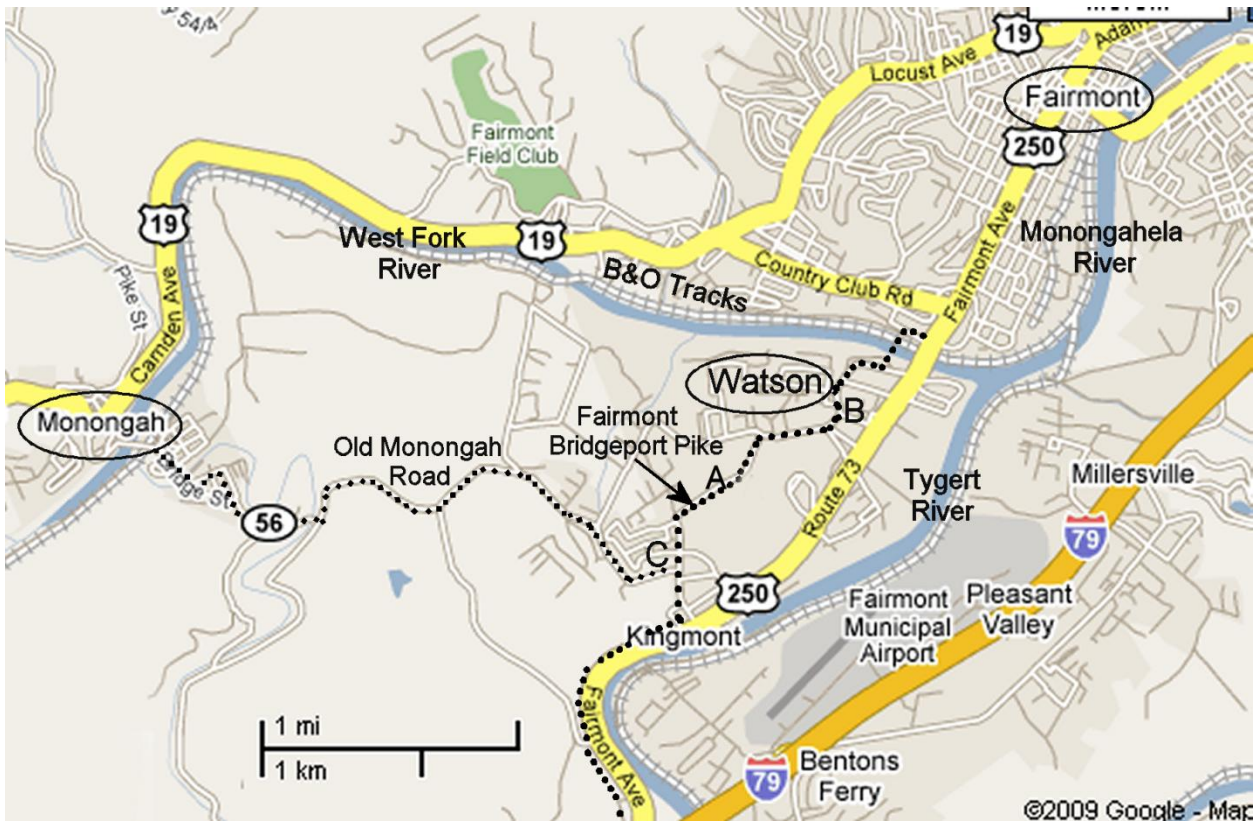 y 54/4
19
Adam
Locust Ave
Fairmont
Fairmont
Field Club
250
19
West Fork
River
19
B&O Tracks
Country Club Rd
Fairmont Ave
Monongahela
River
Pike St
Camden Ave
Watson
B
Monongah
Fairmont
Bridgeport Pike
Old Monongah
Road
A
Bridge St
Route 73
Tygert
River
Millersville
56
79
C
250
Kingmont
Fairmont
Municipal
Airport
Pleasant
Valley
Fairmont Ave
1 mi
1 km
79
Bentons
Ferry
©2009 Google - Map